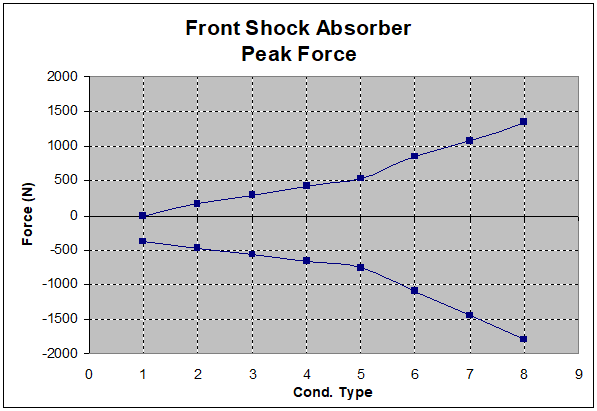 Front Shock Absorber
Peak Force
2000
1500
1000
500
0
-500
-1000
-1500
-2000
Force (N)
0 1 2 3 4 5 6 7 8 9
Cond. Type